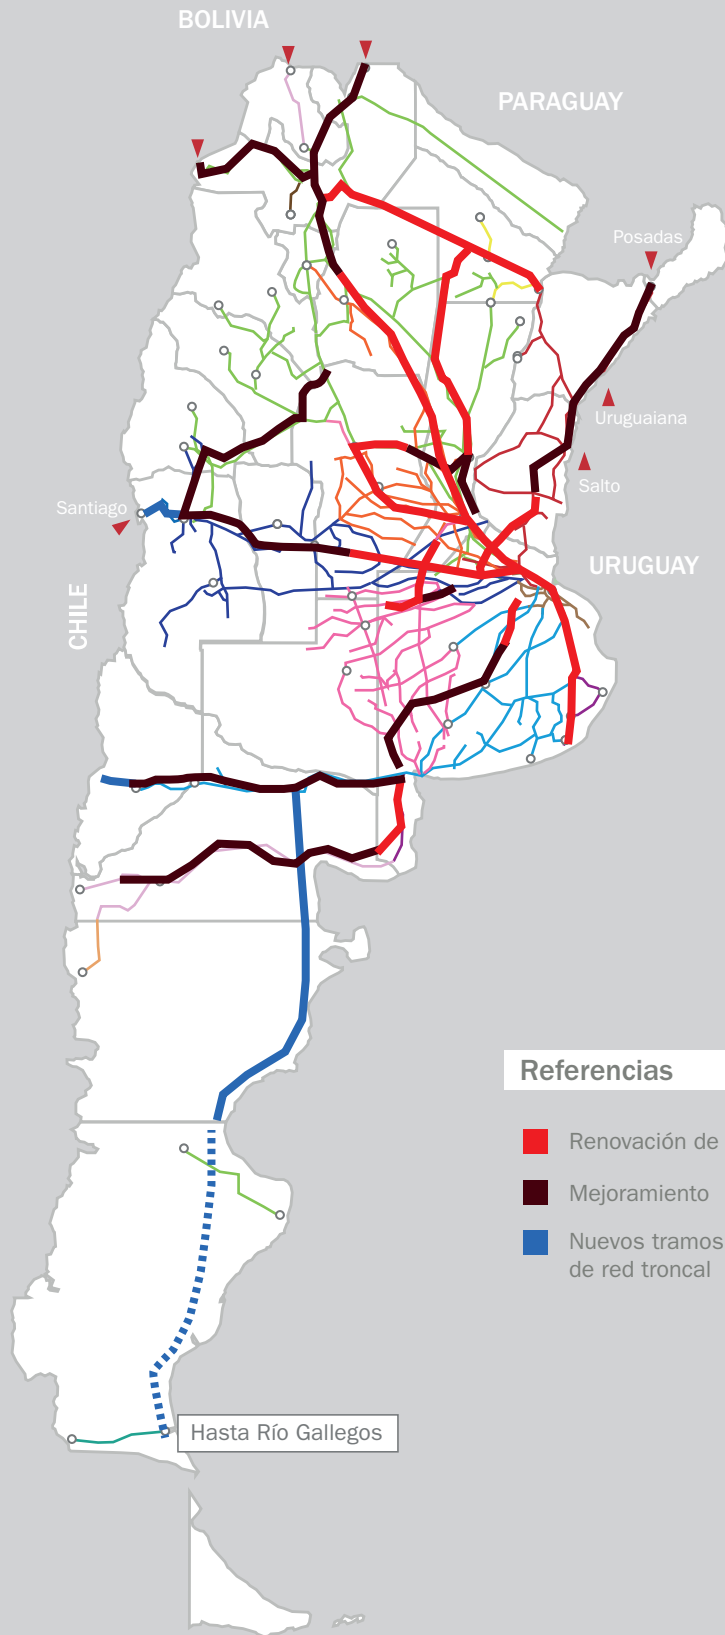 BOLIVIA
PARAGUAY
Posadas
Uruguaiana
Salto
Santiago
URUGUAY
CHILE
Referencias
Renovación de
Mejoramiento
Nuevos tramos
de red troncal
Hasta Río Gallegos